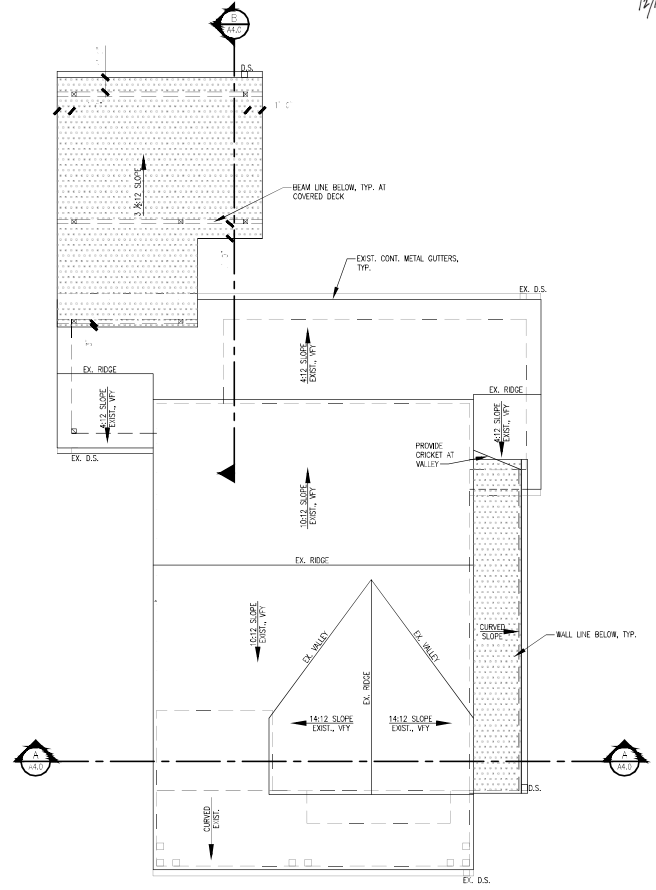 B
A4.0
D.S.
3 ⅜:12 SLOPE
BEAM LINE BELOW, TYP. AT
COVERED DECK
EXIST. CONT. METAL GUTTERS,
TYP.
EX. D.S.
4:12 SLOPE
EXIST., VFY
EX. RIDGE
4:12 SLOPE
EXIST., VFY
EX. D.S.
EX. RIDGE
4:12 SLOPE
EXIST., VFY
PROVIDE
CRICKET AT
VALLEY
10:12 SLOPE
EXIST., VFY
EX. RIDGE
10:12 SLOPE
EXIST., VFY
EX. VALLEY
EX. VALLEY
EX. RIDGE
CURVED
SLOPE
WALL LINE BELOW, TYP.
14:12 SLOPE
EXIST., VFY
14:12 SLOPE
EXIST., VFY
A
A4.0
A
A4.0
D.S.
CURVED
EXIST.
EX. D.S.